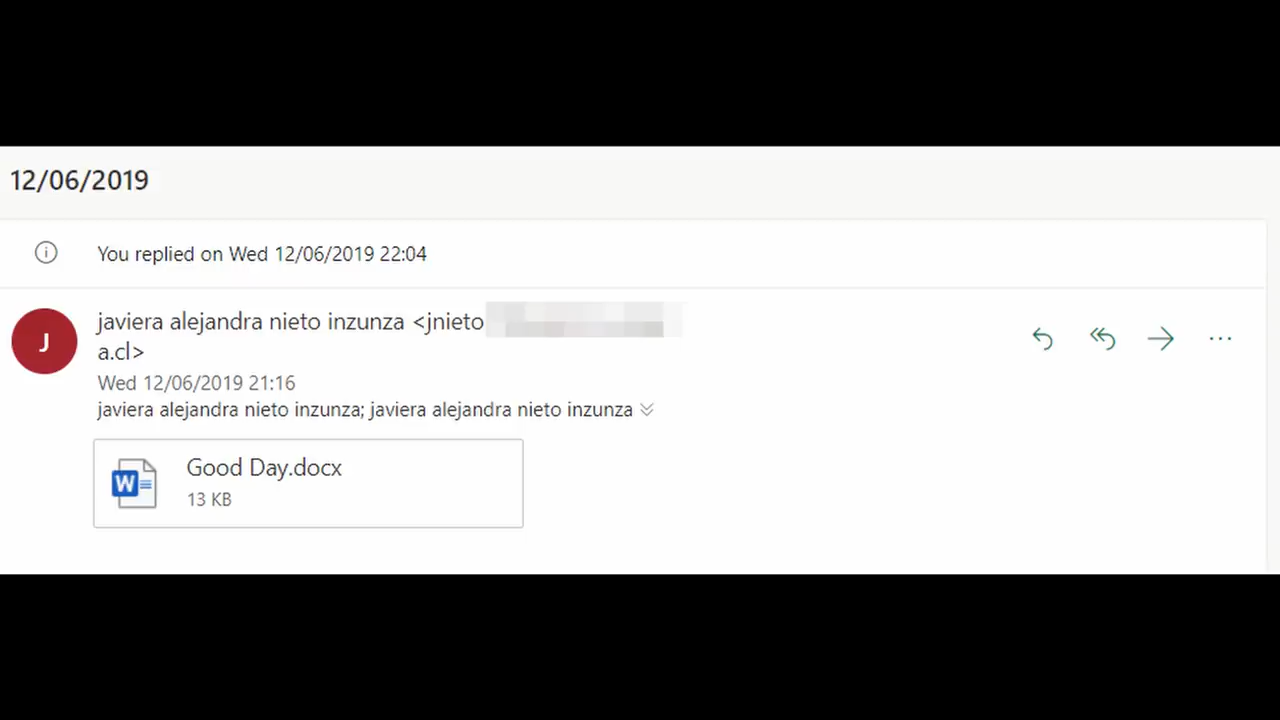 12/06/2019
You replied on Wed 12/06/2019 22:04
javiera alejandra nieto inzunza <jnieto
a.cl>
J
Wed 12/06/2019 21:16
javiera alejandra nieto inzunza; javiera alejandra nieto inzunza
Good Day.docx
W
13 KB